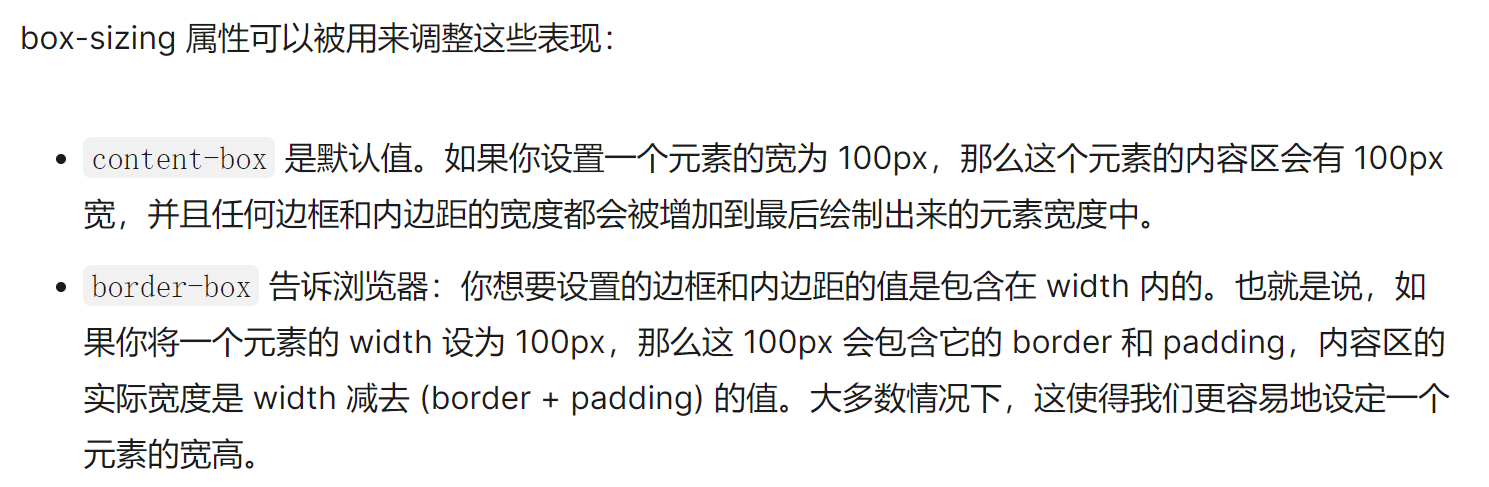 box-sizing 属性可以被用来调整这些表现：
content-box 是默认值。如果你设置一个元素的宽为 100px，那么这个元素的内容区会有 100px
宽，并且任何边框和内边距的宽度都会被增加到最后绘制出来的元素宽度中。
border-box 告诉浏览器：你想要设置的边框和内边距的值是包含在 width 内的。也就是说，如
果你将一个元素的 width 设为 100px，那么这 100px 会包含它的 border 和 padding，内容区的
实际宽度是 width 减去 (border + padding) 的值。大多数情况下，这使得我们更容易地设定一个
元素的宽高。